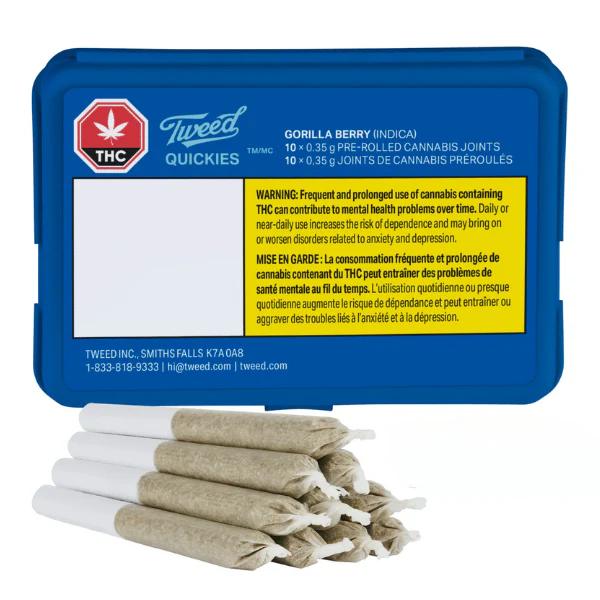 THC
Tweed
QUICKIES TM/MC
GORILLA BERRY (INDICA)
10 × 0.35 g PRE-ROLLED CANNABIS JOINTS
10 × 0.35 g JOINTS DE CANNABIS PRÉROULÉS
WARNING: Frequent and prolonged use of cannabis containing
THC can contribute to mental health problems over time. Daily or
near-daily use increases the risk of dependence and may bring on
or worsen disorders related to anxiety and depression.
MISE EN GARDE : La consommation fréquente et prolongée de
cannabis contenant du THC peut entraîner des problèmes de
santé mentale au fil du temps. L'utilisation quotidienne ou presque
quotidienne augmente le risque de dépendance et peut entraîner ou
aggraver des troubles liés à l'anxiété et à la dépression.
TWEED INC., SMITHS FALLS K7A 0A8
1-833-818-9333 | hi@tweed.com | tweed.com